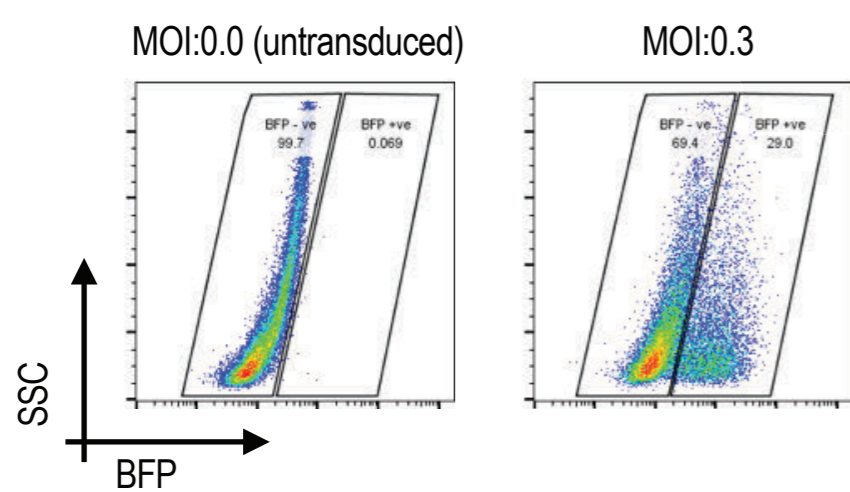 MOI:0.0 (untransduced)
MOI:0.3
BFP - ve
99.7
BFP +ve
0.069
BFP - ve
69.4
BFP +ve
29.0
SSC
BFP